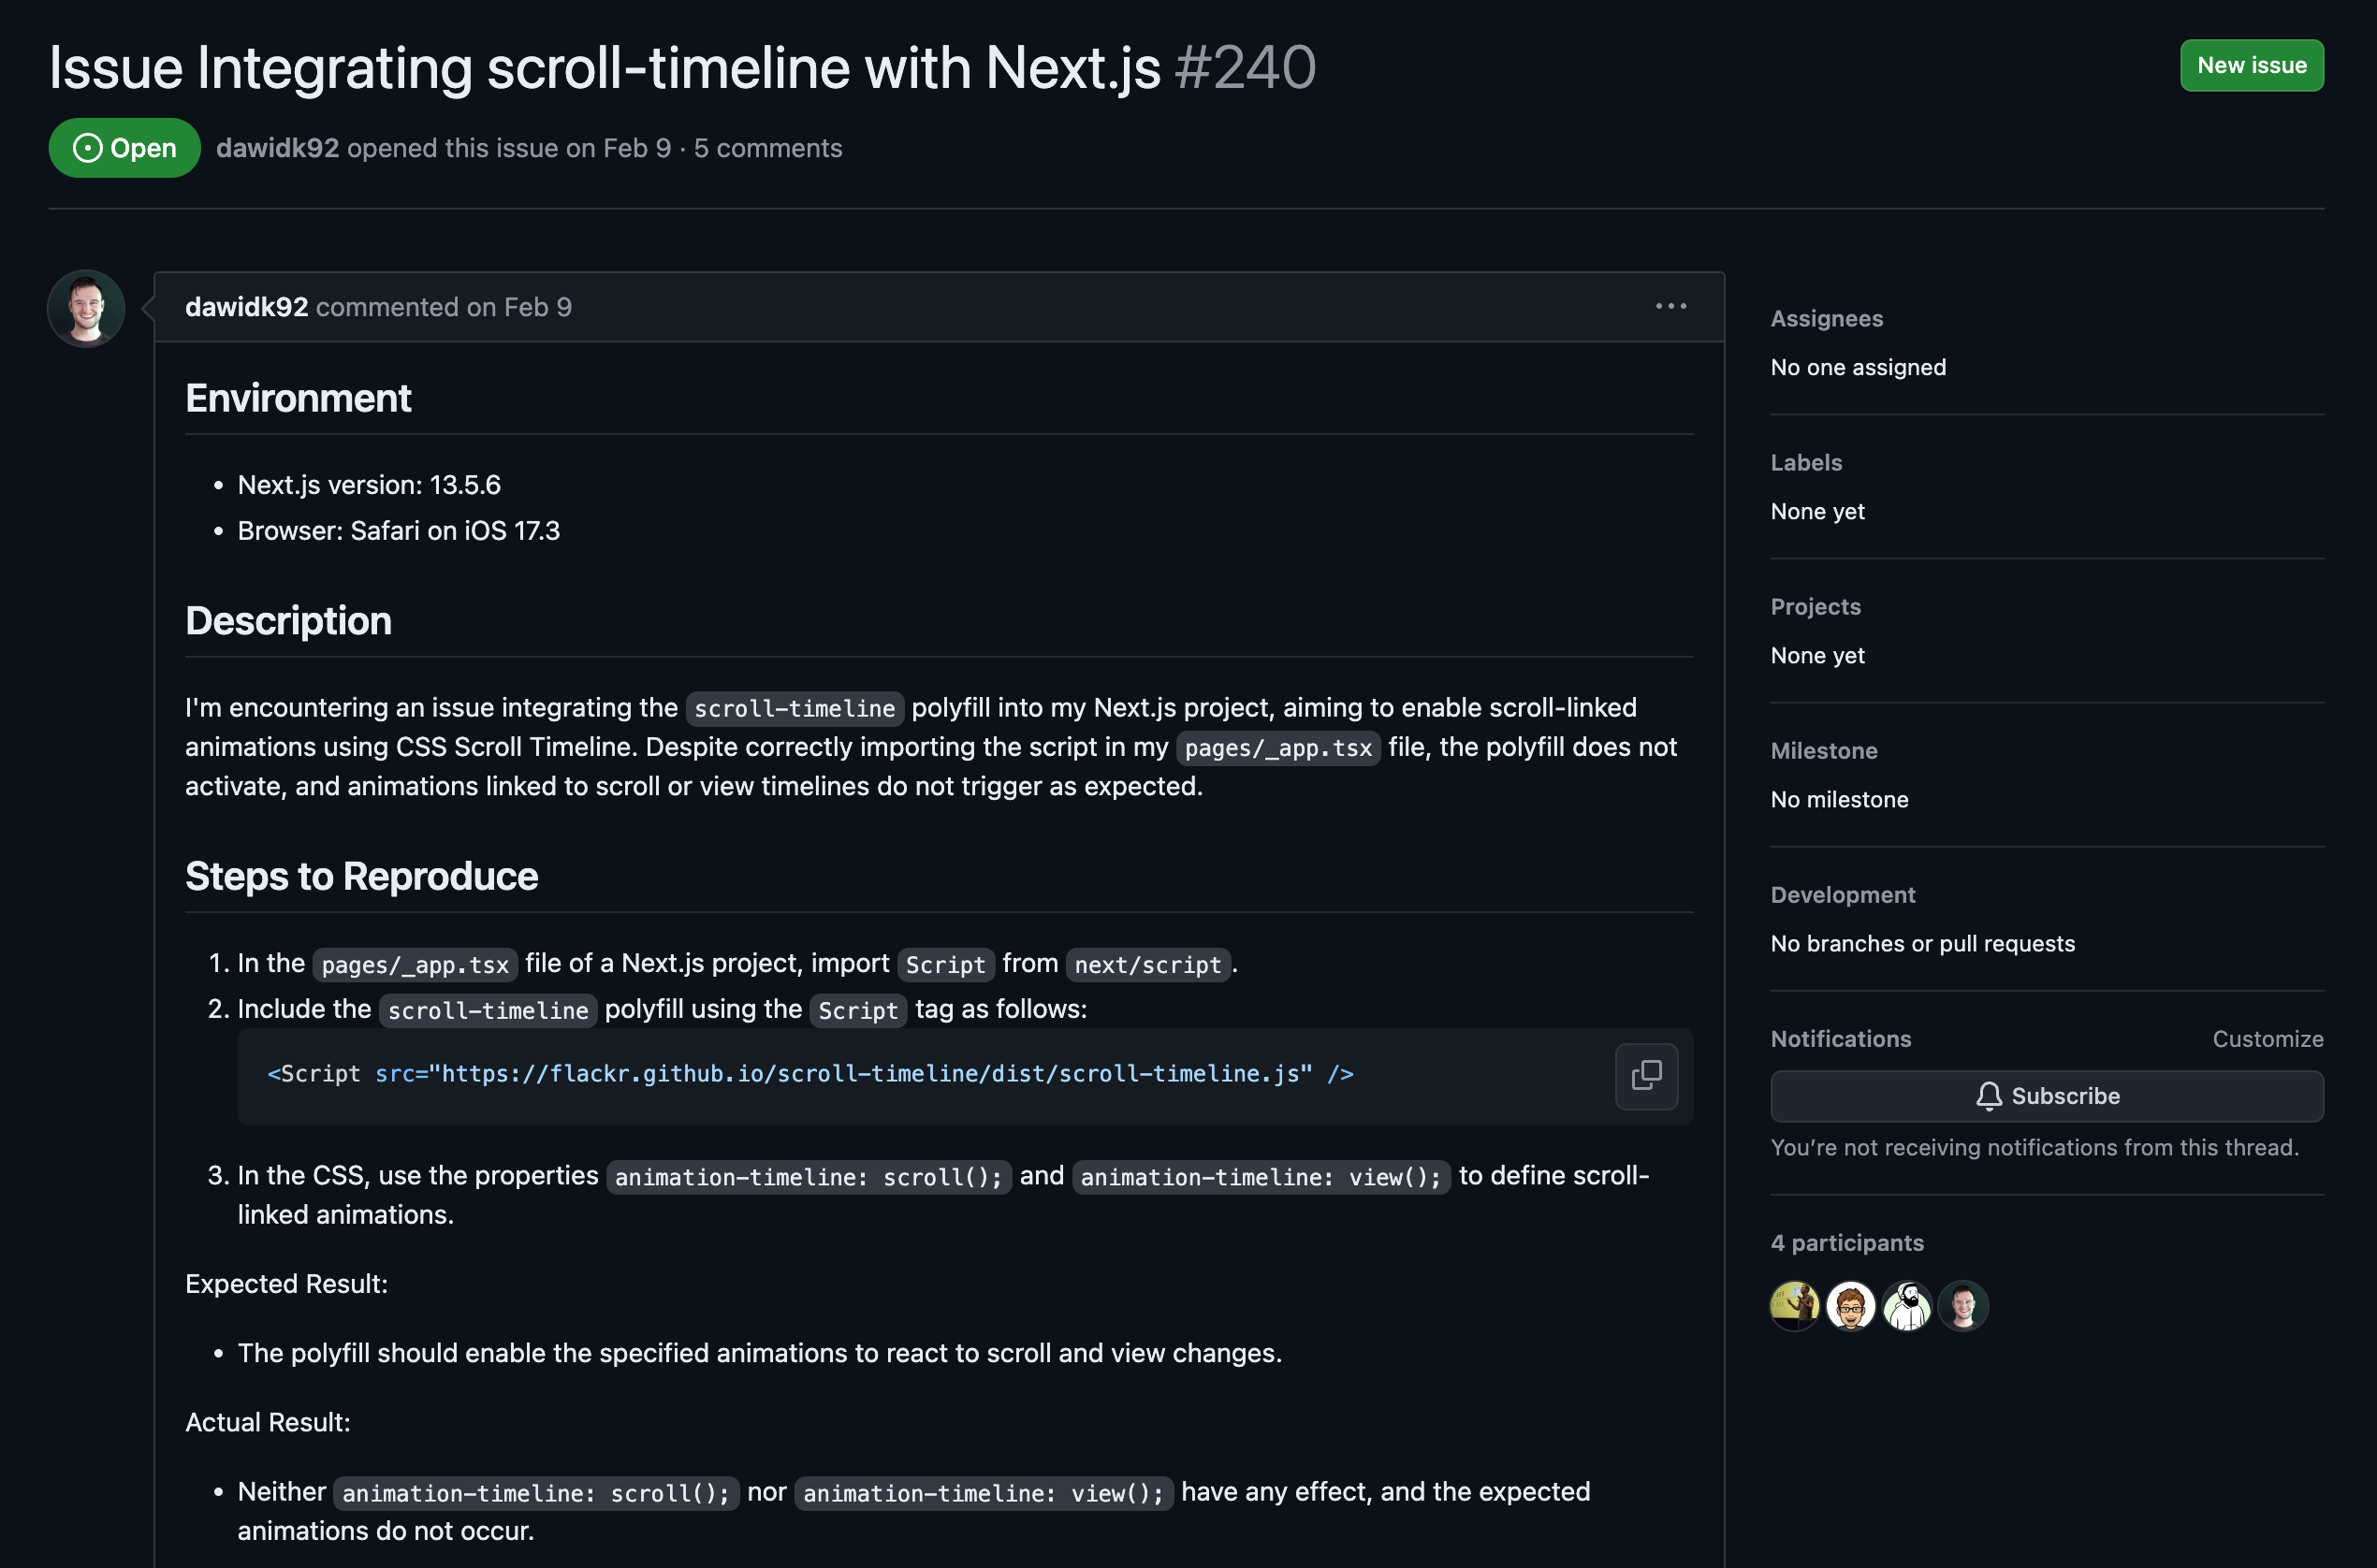 Issue Integrating scroll-timeline with Next.js #240
New issue
Open
dawidk92 opened this issue on Feb 9 · 5 comments
dawidk92 commented on Feb 9
Environment
• Next.js version: 13.5.6
• Browser: Safari on iOS 17.3
Description
I'm encountering an issue integrating the scroll-timeline polyfill into my Next.js project, aiming to enable scroll-linked
animations using CSS Scroll Timeline. Despite correctly importing the script in my pages/_app.tsx file, the polyfill does not
activate, and animations linked to scroll or view timelines do not trigger as expected.
Steps to Reproduce
1. In the pages/_app.tsx file of a Next.js project, import Script from next/script.
2. Include the scroll-timeline polyfill using the Script tag as follows:
<Script src="https://flackr.github.io/scroll-timeline/dist/scroll-timeline.js" />
3. In the CSS, use the properties animation-timeline: scroll(); and animation-timeline: view(); to define scroll-
linked animations.
Expected Result:
• The polyfill should enable the specified animations to react to scroll and view changes.
Actual Result:
• Neither animation-timeline: scroll(); nor animation-timeline: view(); have any effect, and the expected
animations do not occur.
Assignees
No one assigned
Labels
None yet
Projects
None yet
Milestone
No milestone
Development
No branches or pull requests
Notifications
Customize
Subscribe
You’re not receiving notifications from this thread.
4 participants